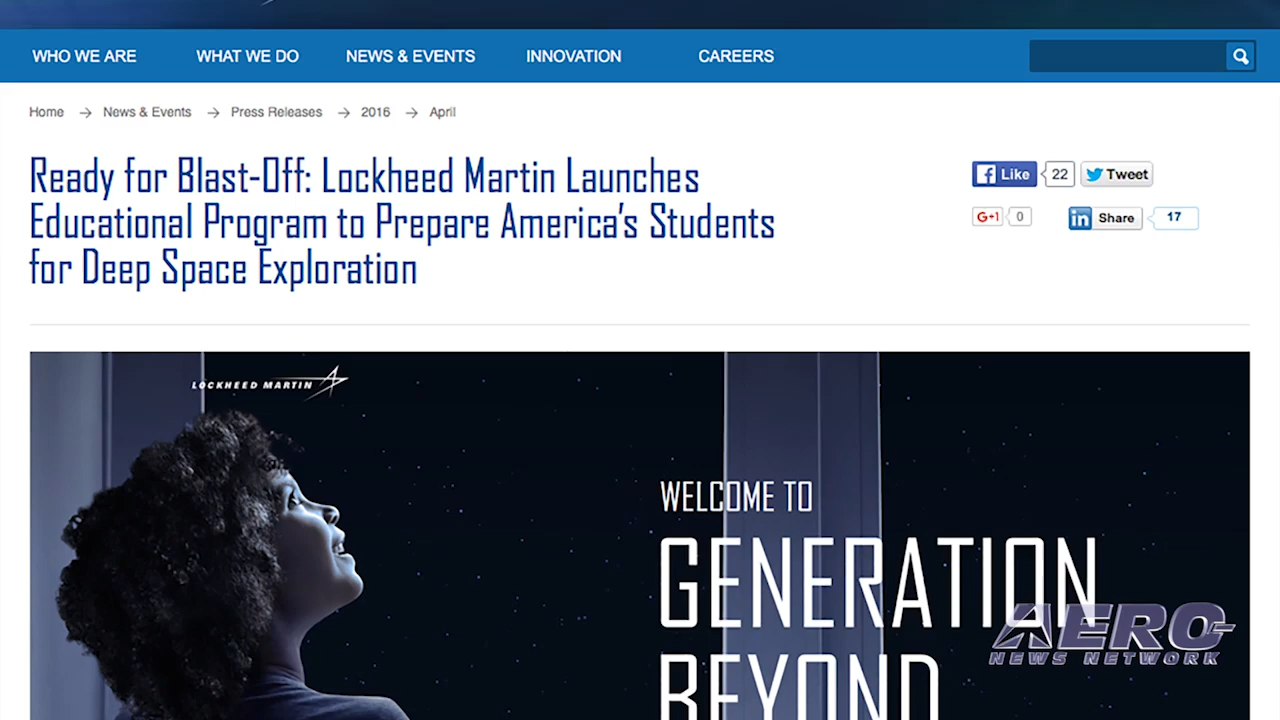 WHO WE ARE WHAT WE DO NEWS & EVENTS INNOVATION CAREERS
Home → News & Events → Press Releases → 2016 → April
Ready for Blast-Off: Lockheed Martin Launches
Educational Program to Prepare America's Students
for Deep Space Exploration
Like 22 Tweet
G+1 0 in Share 17
LOCKHEED MARTIN
WELCOME TO
GENERATION
BEYOND
AERO
NEWS NETWORK